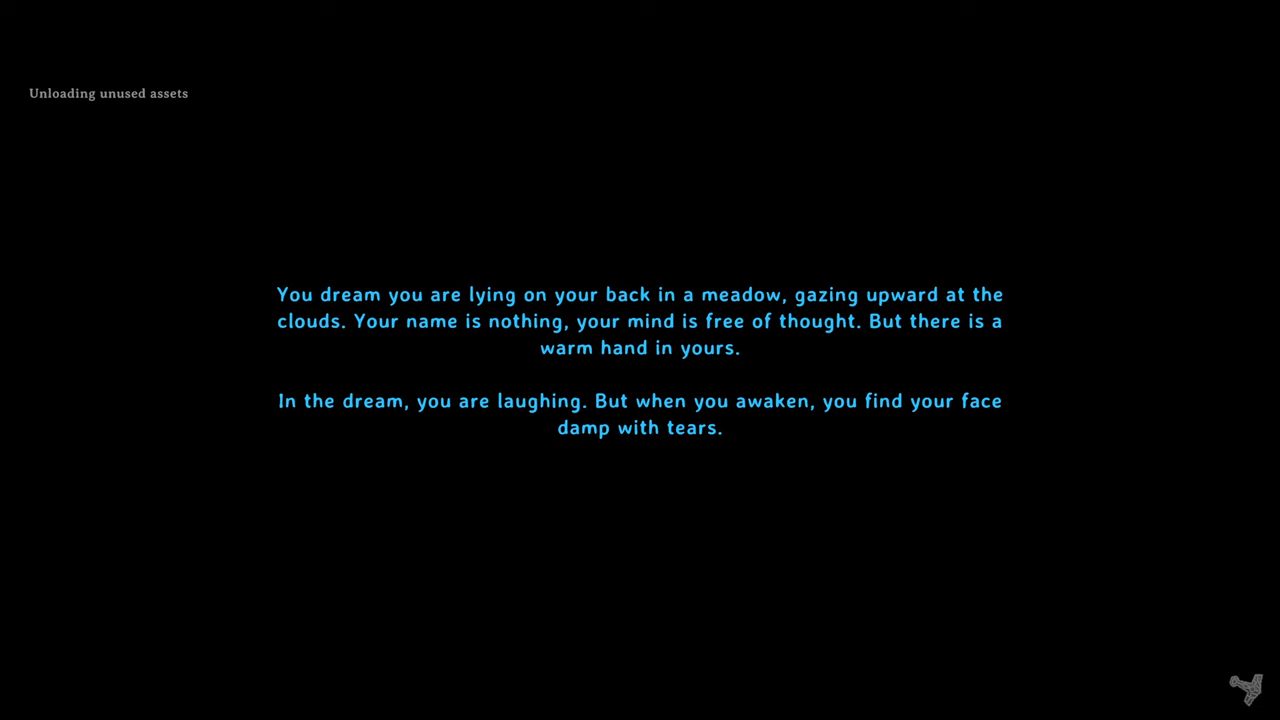 Unloading unused assets
You dream you are lying on your back in a meadow, gazing upward at the
clouds. Your name is nothing, your mind is free of thought. But there is a
warm hand in yours.
In the dream, you are laughing. But when you awaken, you find your face
damp with tears.